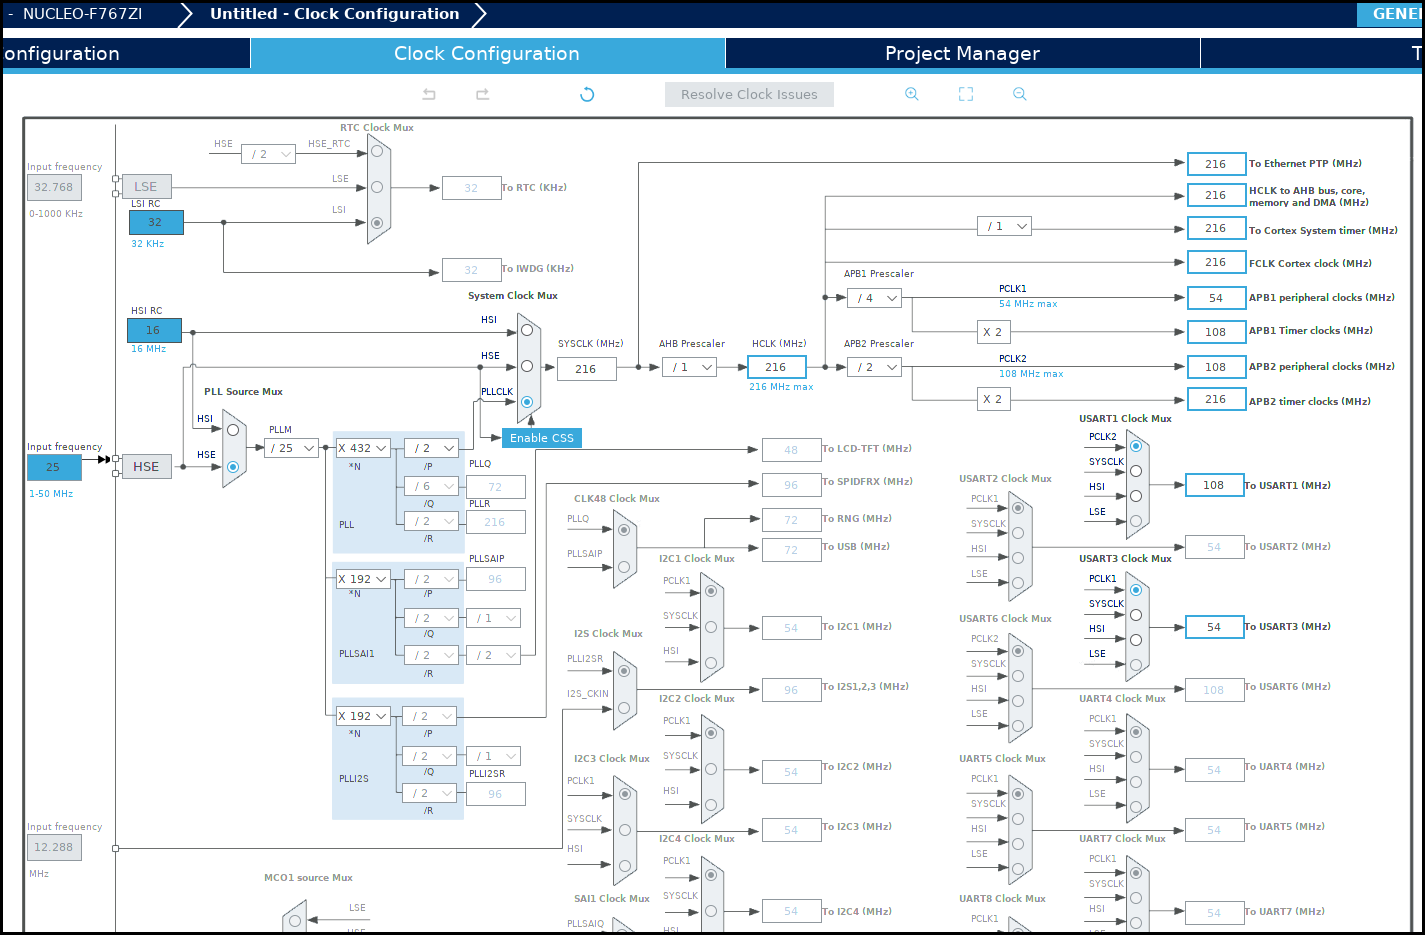 - NUCLEO-F767ZI
Untitled - Clock Configuration
GENE
onfiguration
Clock Configuration
Project Manager
T
Resolve Clock Issues
RTC Clock Mux
HSE
/ 2
HSE_RTC
Input frequency
32.768
0-1000 KHz
LSE
LSE
32
To RTC (KHz)
LSI RC
32
32 KHz
LSI
32
To IWDG (KHz)
216
To Ethernet PTP (MHz)
216
HCLK to AHB bus, core,
memory and DMA (MHz)
/ 1
216
To Cortex System timer (MHz)
216
FCLK Cortex clock (MHz)
System Clock Mux
HSI RC
16
16 MHz
HSI
HSE
PLLCLK
SYSCLK (MHz)
216
AHB Prescaler
/ 1
HCLK (MHz)
216
216 MHz max
APB1 Prescaler
/ 4
PCLK1
54 MHz max
54
APB1 peripheral clocks (MHz)
X 2
108
APB1 Timer clocks (MHz)
APB2 Prescaler
/ 2
PCLK2
108 MHz max
108
APB2 peripheral clocks (MHz)
X 2
216
APB2 timer clocks (MHz)
Enable CSS
PLL Source Mux
HSI
HSE
Input frequency
25
1-50 MHz
HSE
PLLM
/ 25
X 432
*N
/ 2
/P
PLLQ
/ 6
72
/Q
PLLR
/ 2
216
/R
PLL
PLLSAIP
X 192
*N
/ 2
96
/P
/ 2
/ 1
/Q
PLLSAI1
/ 2
/ 2
/R
X 192
*N
/ 2
/P
/ 2
/ 1
/Q
PLLI2SR
PLLI2S
/ 2
96
/R
Input frequency
12.288
MHz
MCO1 source Mux
LSE
HSE
48
To LCD-TFT (MHz)
96
To SPIDFRX (MHz)
CLK48 Clock Mux
PLLQ
PLLSAIP
72
To RNG (MHz)
72
To USB (MHz)
I2C1 Clock Mux
PCLK1
SYSCLK
HSI
54
To I2C1 (MHz)
I2S Clock Mux
PLLI2SR
I2S_CKIN
96
To I2S1,2,3 (MHz)
I2C2 Clock Mux
PCLK1
SYSCLK
HSI
54
To I2C2 (MHz)
I2C3 Clock Mux
PCLK1
SYSCLK
HSI
54
To I2C3 (MHz)
I2C4 Clock Mux
PCLK1
SYSCLK
HSI
54
To I2C4 (MHz)
SAI1 Clock Mux
PLLSAIQ
USART1 Clock Mux
PCLK2
SYSCLK
HSI
LSE
108
To USART1 (MHz)
USART2 Clock Mux
PCLK1
SYSCLK
HSI
LSE
54
To USART2 (MHz)
USART3 Clock Mux
PCLK1
SYSCLK
HSI
LSE
54
To USART3 (MHz)
USART6 Clock Mux
PCLK2
SYSCLK
HSI
LSE
108
To USART6 (MHz)
UART4 Clock Mux
PCLK1
SYSCLK
HSI
LSE
54
To UART4 (MHz)
UART5 Clock Mux
PCLK1
SYSCLK
HSI
LSE
54
To UART5 (MHz)
UART7 Clock Mux
PCLK1
SYSCLK
HSI
LSE
54
To UART7 (MHz)
UART8 Clock Mux
PCLK1